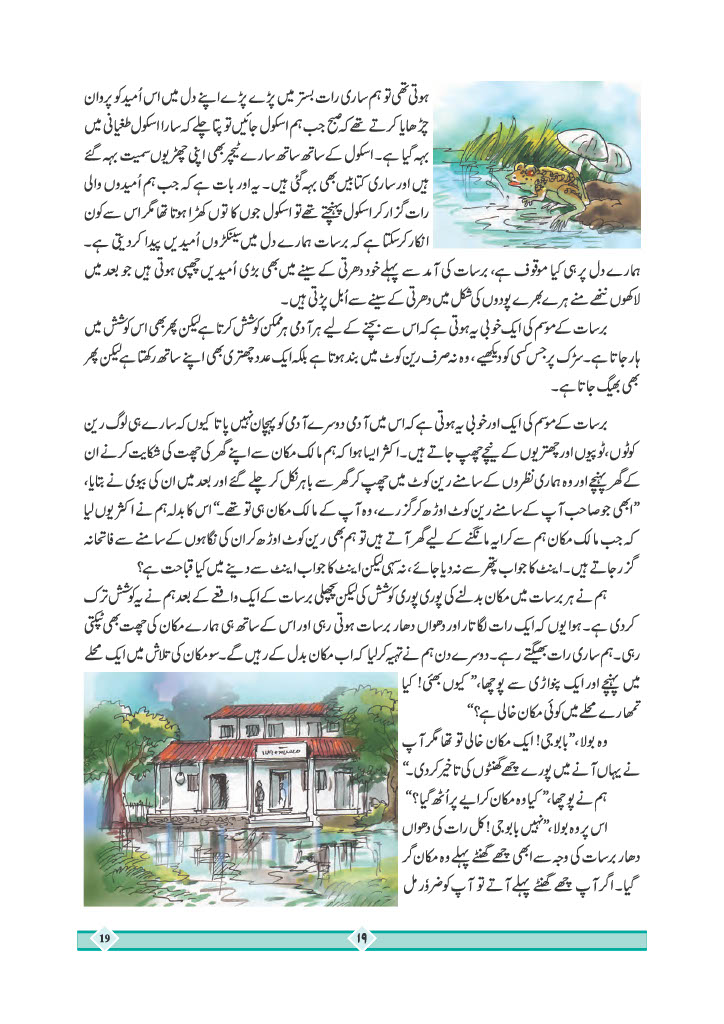 ہوتی تھی تو ہم ساری رات بستر میں پڑے پڑے اپنے دل میں اس اُمید کو پروان
چڑھایا کرتے تھے کہ صبح جب ہم اسکول جائیں تو پتا چلے کہ سارا اسکول طغیانی میں
بہہ گیا ہے۔ اسکول کے ساتھ ساتھ سارے ٹیچر بھی اپنی چھڑیوں سمیت بہہ گئے
ہیں اور ساری کتابیں بھی بہہ گئی ہیں۔ یہ اور بات ہے کہ جب ہم اُمیدوں والی
رات گزار کر اسکول پہنچتے تھے تو اسکول جوں کا توں کھڑا ہوتا تھا مگر اس سے کون
انکار کرسکتا ہے کہ برسات ہمارے دل میں سینکڑوں اُمیدیں پیدا کردیتی ہے۔
ہمارے دل پر ہی کیا موقوف ہے، برسات کی آمد سے پہلے خود دھرتی کے سینے میں بھی بڑی اُمیدیں چھپی ہوتی ہیں جو بعد میں
لاکھوں ننھے منے ہرے بھرے پودوں کی شکل میں دھرتی کے سینے سے اُبل پڑتی ہیں۔
برسات کے موسم کی ایک خوبی یہ ہوتی ہے کہ اس سے بچنے کے لیے ہر آدمی ہر ممکن کوشش کرتا ہے لیکن پھر بھی اس کوشش میں
ہار جاتا ہے۔ سڑک پر جس کسی کو دیکھیے، وہ نہ صرف رین کوٹ میں بند ہوتا ہے بلکہ ایک عدد چھتری بھی اپنے ساتھ رکھتا ہے لیکن پھر
بھی بھیگ جاتا ہے۔
برسات کے موسم کی ایک اور خوبی یہ ہوتی ہے کہ اس میں آدمی دوسرے آدمی کو پہچان نہیں پاتا کیوں کہ سارے ہی لوگ رین
کوٹوں، ٹوپیوں اور چھتریوں کے نیچے چھپ جاتے ہیں۔ اکثر ایسا ہوا کہ ہم مالک مکان سے اپنے گھر کی چھت کی شکایت کرنے ان
کے گھر پہنچے اور وہ ہماری نظروں کے سامنے رین کوٹ میں چھپ کر گھر سے باہر نکل کر چلے گئے اور بعد میں ان کی بیوی نے بتایا،
”ابھی جو صاحب آپ کے سامنے رین کوٹ اوڑھ کر گزرے، وہ آپ کے مالک مکان ہی تو تھے۔“ اس کا بدلہ ہم نے اکثر یوں لیا
کہ جب مالک مکان ہم سے کرایہ مانگنے کے لیے گھر آتے ہیں تو ہم بھی رین کوٹ اوڑھ کر ان کی نگاہوں کے سامنے سے فاتحانہ
گزر جاتے ہیں۔ اینٹ کا جواب پتھر سے نہ دیا جائے، نہ سہی لیکن اینٹ کا جواب اینٹ سے دینے میں کیا قباحت ہے؟
ہم نے ہر برسات میں مکان بدلنے کی پوری پوری کوشش کی لیکن پچھلی برسات کے ایک واقعے کے بعد ہم نے یہ کوشش ترک
کردی ہے۔ ہوا یوں کہ ایک رات لگاتار اور دھواں دھار برسات ہوتی رہی اور اس کے ساتھ ہی ہمارے مکان کی چھت بھی ٹپکتی
رہی۔ ہم ساری رات بھیگتے رہے۔ دوسرے دن ہم نے تہیہ کرلیا کہ اب مکان بدل کے رہیں گے۔ سو مکان کی تلاش میں ایک محلے
میں پہنچے اور ایک پنواڑی سے پوچھا، ”کیوں بھئی! کیا
تمھارے محلے میں کوئی مکان خالی ہے؟“
وہ بولا، ”بابو جی! ایک مکان خالی تو تھا مگر آپ
نے یہاں آنے میں پورے چھے گھنٹوں کی تاخیر کردی۔“
ہم نے پوچھا، ”کیا وہ مکان کرایے پر اُٹھ گیا؟“
اس پر وہ بولا، ”نہیں بابو جی! کل رات کی دھواں
دھار برسات کی وجہ سے ابھی چھے گھنٹے پہلے وہ مکان گر
گیا۔ اگر آپ چھے گھنٹے پہلے آتے تو آپ کو ضرور مل
19
۱۹